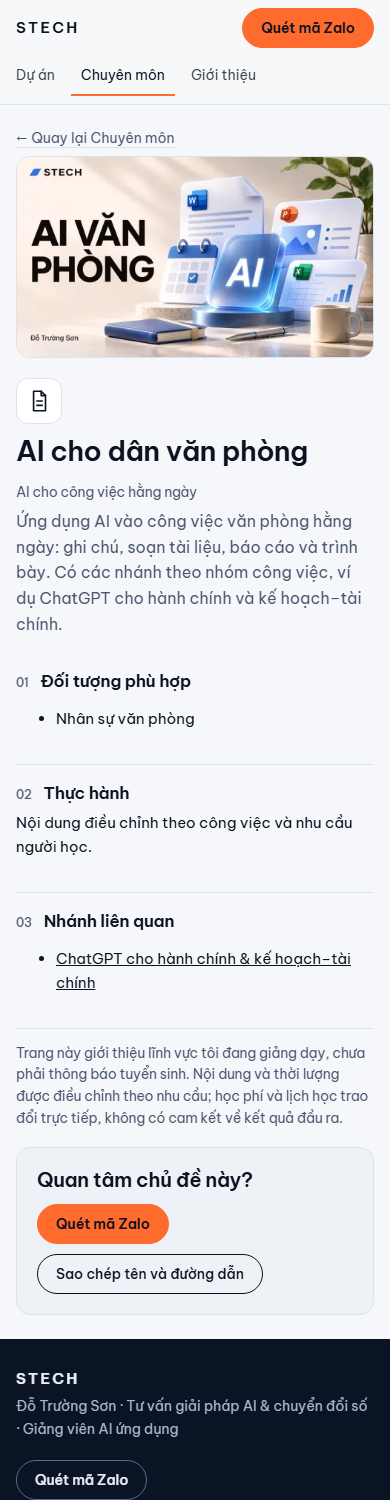 STECH
Quét mã Zalo
Dự án
Chuyên môn
Giới thiệu
← Quay lại Chuyên môn
STECH
AI VĂN
PHÒNG
W
P
X
AI
Đỗ Trường Sơn
AI cho dân văn phòng
AI cho công việc hằng ngày
Ứng dụng AI vào công việc văn phòng hằng
ngày: ghi chú, soạn tài liệu, báo cáo và trình
bày. Có các nhánh theo nhóm công việc, ví
dụ ChatGPT cho hành chính và kế hoạch–tài
chính.
01 Đối tượng phù hợp
• Nhân sự văn phòng
02 Thực hành
Nội dung điều chỉnh theo công việc và nhu cầu
người học.
03 Nhánh liên quan
• ChatGPT cho hành chính & kế hoạch–tài
chính
Trang này giới thiệu lĩnh vực tôi đang giảng dạy, chưa
phải thông báo tuyển sinh. Nội dung và thời lượng
được điều chỉnh theo nhu cầu; học phí và lịch học trao
đổi trực tiếp, không có cam kết về kết quả đầu ra.
Quan tâm chủ đề này?
Quét mã Zalo
Sao chép tên và đường dẫn
STECH
Đỗ Trường Sơn · Tư vấn giải pháp AI & chuyển đổi số
· Giảng viên AI ứng dụng
Quét mã Zalo